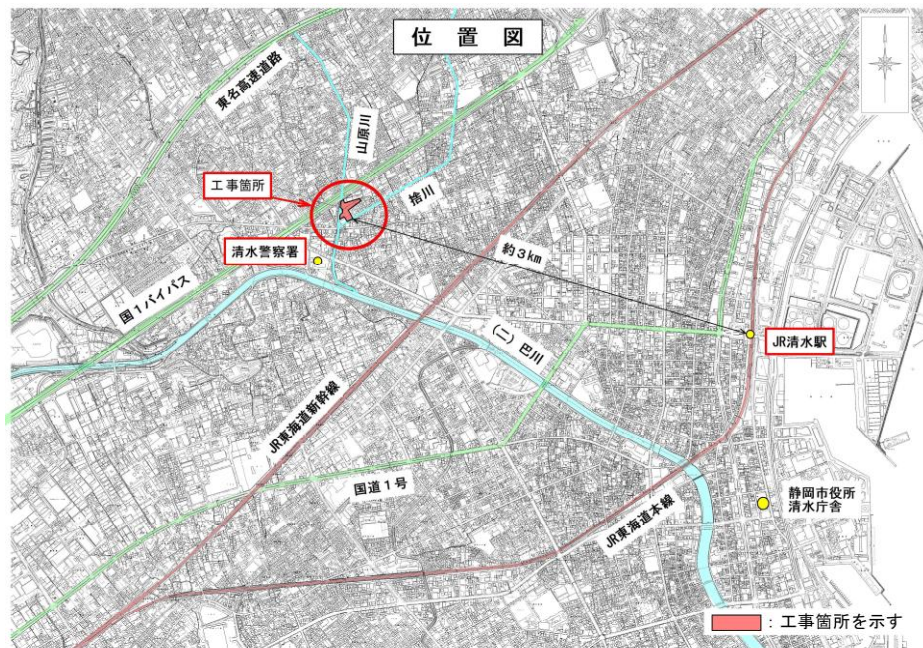 位置図
東名高速道路
山原川
工事箇所
捨川
清水警察署
約3km
国1バイパス
(二)巴川
JR清水駅
JR東海道新幹線
国道1号
静岡市役所
清水庁舎
JR東海道本線
：工事箇所を示す